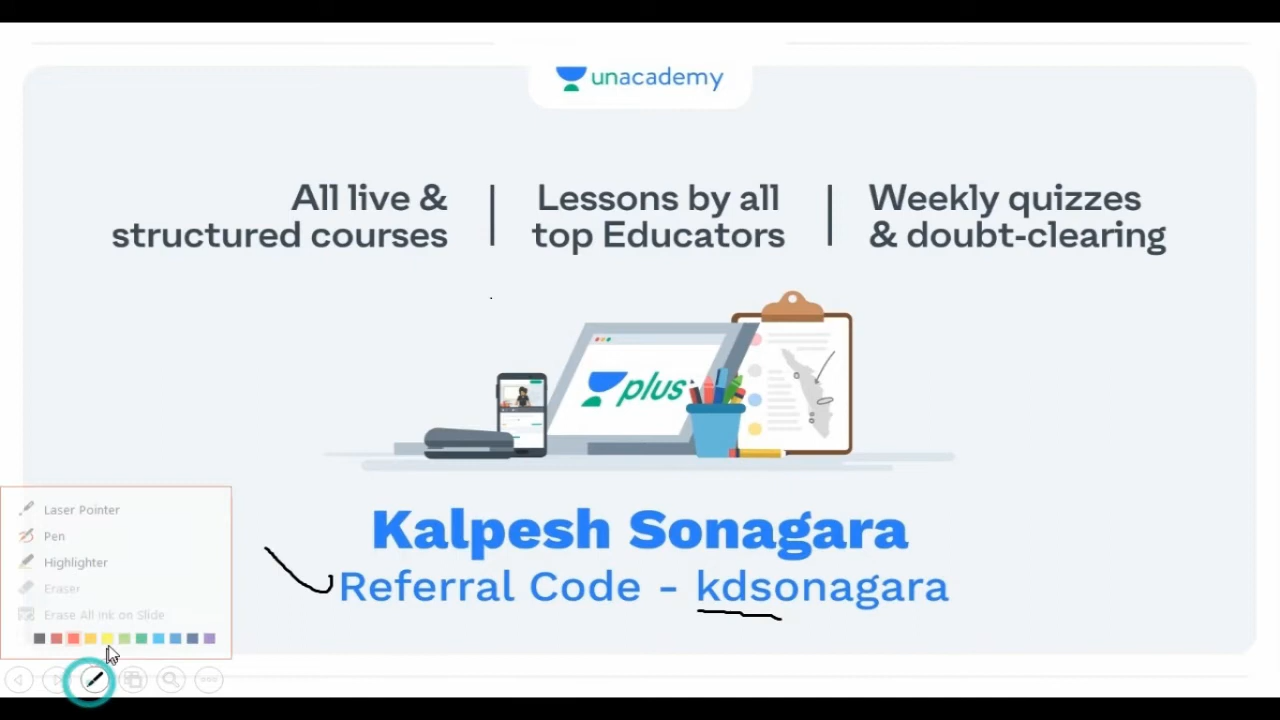 unacademy
All live &
structured courses
Lessons by all
top Educators
Weekly quizzes
& doubt-clearing
plus
Kalpesh Sonagara
Referral Code - kdsonagara
Laser Pointer
Pen
Highlighter
Eraser
Erase All Ink on Slide